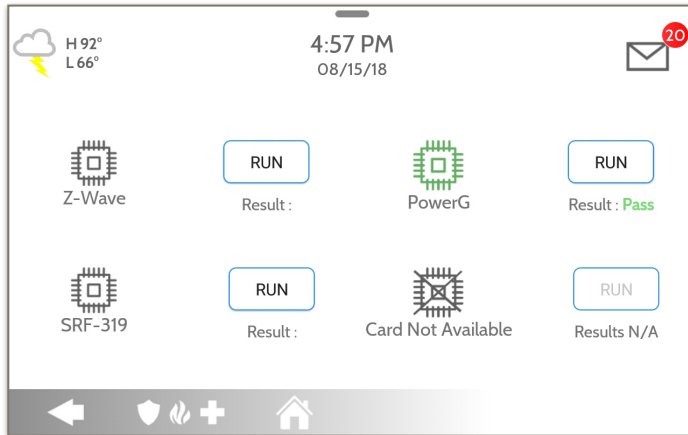 H 92°
L 66°
4:57 PM
08/15/18
20
Z-Wave
RUN
Result :
PowerG
RUN
Result : Pass
SRF-319
RUN
Result :
Card Not Available
RUN
Results N/A